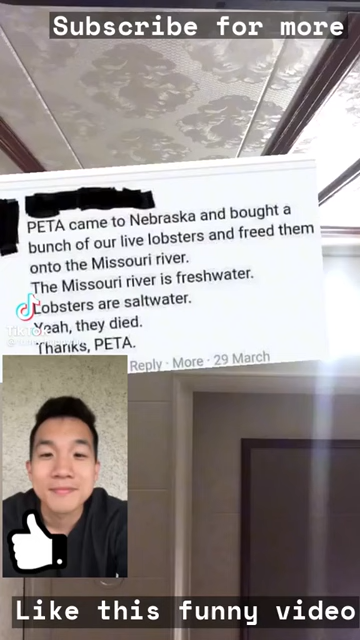 Subscribe for more
PETA came to Nebraska and bought a
bunch of our live lobsters and freed them
onto the Missouri river.
The Missouri river is freshwater.
Lobsters are saltwater.
Yeah, they died.
Thanks, PETA.
Reply · More · 29 March
TikTok
Like this funny video